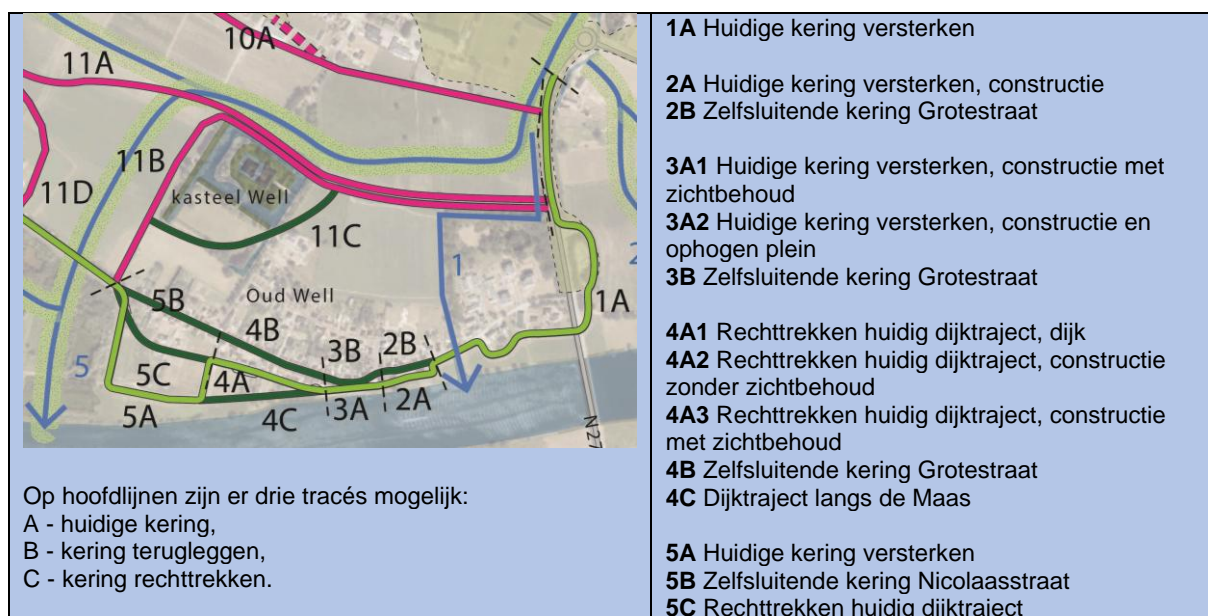 10A
11A
11B
11D
kasteel Well
11C
1
1A
Oud Well
5B
4B
3B
2B
5
5C
4A
5A
4C
3A
2A
N27
Op hoofdlijnen zijn er drie tracés mogelijk:
A - huidige kering,
B - kering terugleggen,
C - kering rechttrekken.
1A Huidige kering versterken
2A Huidige kering versterken, constructie
2B Zelfsluitende kering Grotestraat
3A1 Huidige kering versterken, constructie met
zichtbehoud
3A2 Huidige kering versterken, constructie en
ophogen plein
3B Zelfsluitende kering Grotestraat
4A1 Rechttrekken huidig dijktraject, dijk
4A2 Rechttrekken huidig dijktraject, constructie
zonder zichtbehoud
4A3 Rechttrekken huidig dijktraject, constructie
met zichtbehoud
4B Zelfsluitende kering Grotestraat
4C Dijktraject langs de Maas
5A Huidige kering versterken
5B Zelfsluitende kering Nicolaasstraat
5C Rechttrekken huidig dijktraject